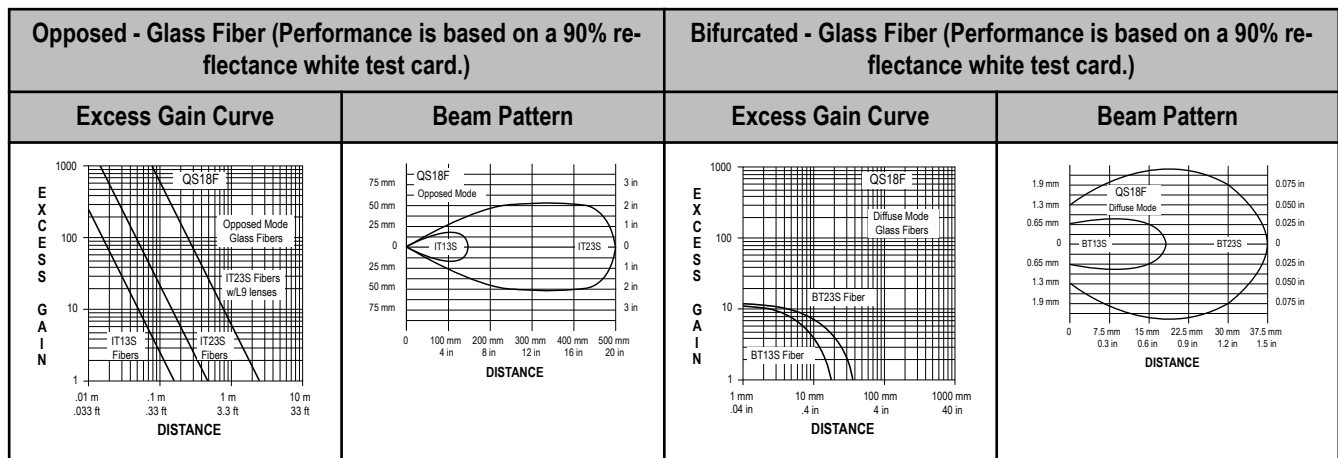 Opposed - Glass Fiber (Performance is based on a 90% re-
flectance white test card.)
Bifurcated - Glass Fiber (Performance is based on a 90% re-
flectance white test card.)
Excess Gain Curve
Beam Pattern
Excess Gain Curve
Beam Pattern
EXCESS GAIN
1000
100
10
1
QS18F
Opposed Mode
Glass Fibers
IT23S Fibers
w/L9 lenses
IT13S
Fibers
IT23S
Fibers
.01 m .1 m 1 m 10 m
.033 ft .33 ft 3.3 ft 33 ft
DISTANCE
QS18F
Opposed Mode
75 mm 3 in
50 mm 2 in
25 mm 1 in
0 IT13S IT23S 0
25 mm 1 in
50 mm 2 in
75 mm 3 in
0 100 mm 200 mm 300 mm 400 mm 500 mm
4 in 8 in 12 in 16 in 20 in
DISTANCE
EXCESS GAIN
1000
100
10
1
QS18F
Diffuse Mode
Glass Fibers
BT23S Fiber
BT13S Fiber
1 mm 10 mm 100 mm 1000 mm
.04 in .4 in 4 in 40 in
DISTANCE
QS18F
Diffuse Mode
1.9 mm 0.075 in
1.3 mm 0.050 in
0.65 mm 0.025 in
0 BT13S BT23S 0
0.65 mm 0.025 in
1.3 mm 0.050 in
1.9 mm 0.075 in
0 7.5 mm 15 mm 22.5 mm 30 mm 37.5 mm
0.3 in 0.6 in 0.9 in 1.2 in 1.5 in
DISTANCE